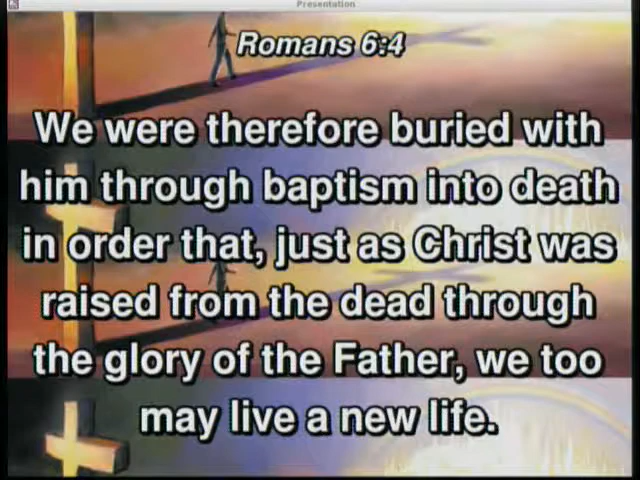 Presentation
Romans 6:4
We were therefore buried with
him through baptism into death
in order that, just as Christ was
raised from the dead through
the glory of the Father, we too
may live a new life.